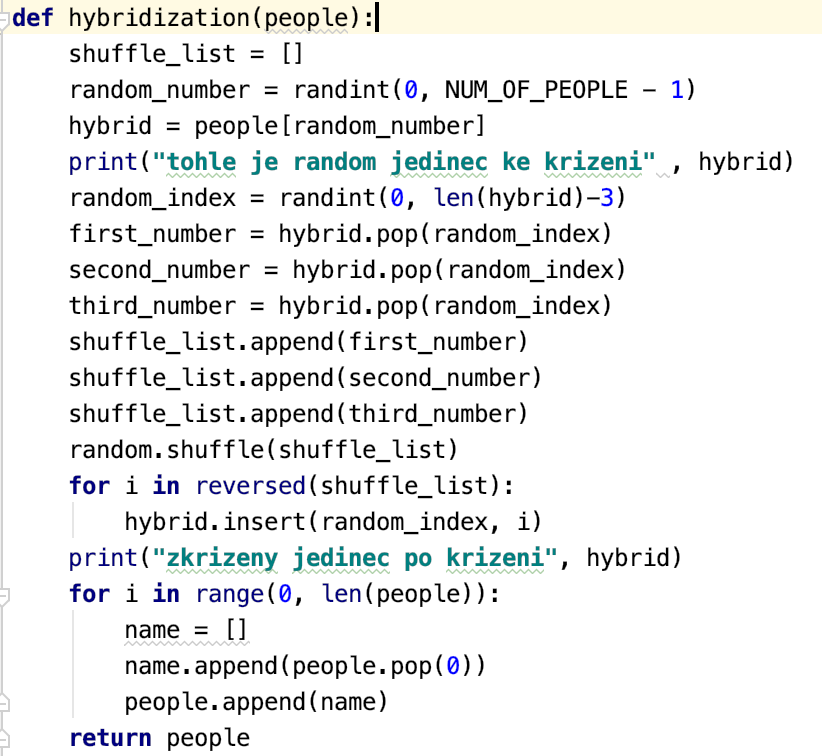 def hybridization(people):
    shuffle_list = []
    random_number = randint(0, NUM_OF_PEOPLE - 1)
    hybrid = people[random_number]
    print("tohle je random jedinec ke krizeni" , hybrid)
    random_index = randint(0, len(hybrid)-3)
    first_number = hybrid.pop(random_index)
    second_number = hybrid.pop(random_index)
    third_number = hybrid.pop(random_index)
    shuffle_list.append(first_number)
    shuffle_list.append(second_number)
    shuffle_list.append(third_number)
    random.shuffle(shuffle_list)
    for i in reversed(shuffle_list):
        hybrid.insert(random_index, i)
    print("zkrizeny jedinec po krizeni", hybrid)
    for i in range(0, len(people)):
        name = []
        name.append(people.pop(0))
        people.append(name)
    return people